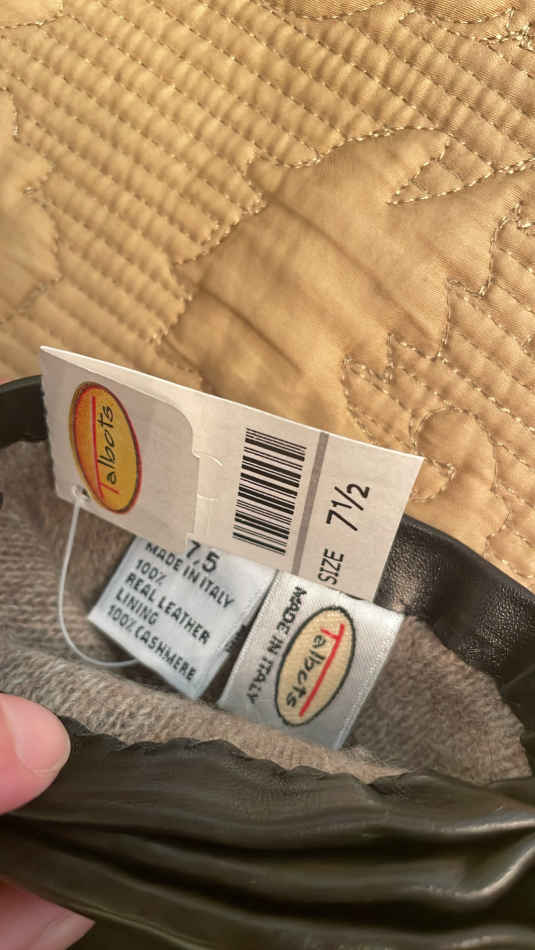 Talbots
SIZE 7½
7.5
MADE IN ITALY
100%
REAL LEATHER
LINING
100% CASHMERE
Talbots
MADE IN ITALY